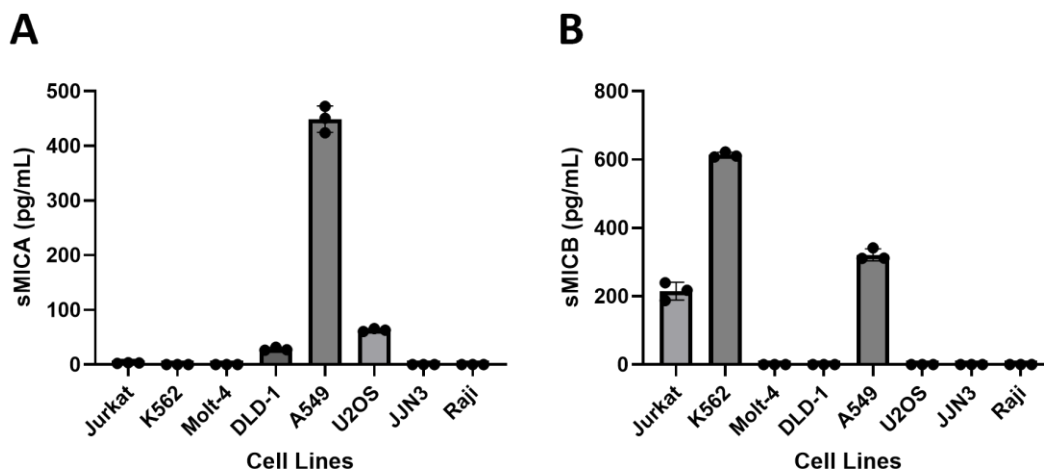 A
sMICA (pg/mL)
500
400
300
200
100
0
Jurkat
K562
Molt-4
DLD-1
A549
U2OS
JJN3
Raji
Cell Lines
B
sMICB (pg/mL)
800
600
400
200
0
Jurkat
K562
Molt-4
DLD-1
A549
U2OS
JJN3
Raji
Cell Lines